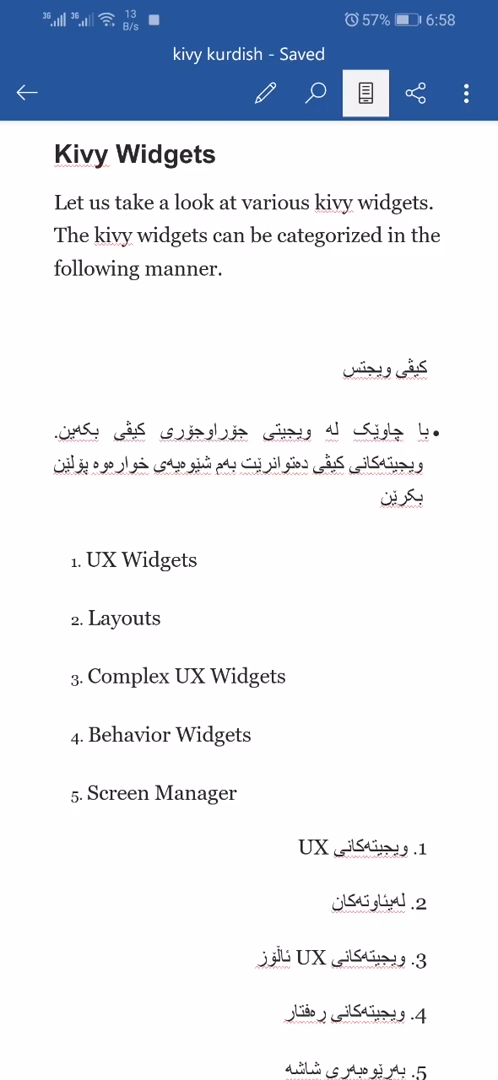 3G 3G 13 B/s 57% 6:58
kivy kurdish - Saved
Kivy Widgets
Let us take a look at various kivy widgets.
The kivy widgets can be categorized in the
following manner.
کیڤی ویجتس
• با چاوێک لە ویجیتی جۆراوجۆری کیڤی بکەین.
ویجیتەکانی کیڤی دەتوانرێت بەم شێوەیەی خوارەوە پۆلێن
بکرێن
1. UX Widgets
2. Layouts
3. Complex UX Widgets
4. Behavior Widgets
5. Screen Manager
1. ویجیتەکانی UX
2. لەیئاوتەکان
3. ویجیتەکانی UX ئاڵۆز
4. ویجیتەکانی ڕەفتار
5. بەڕێوەبەری شاشە